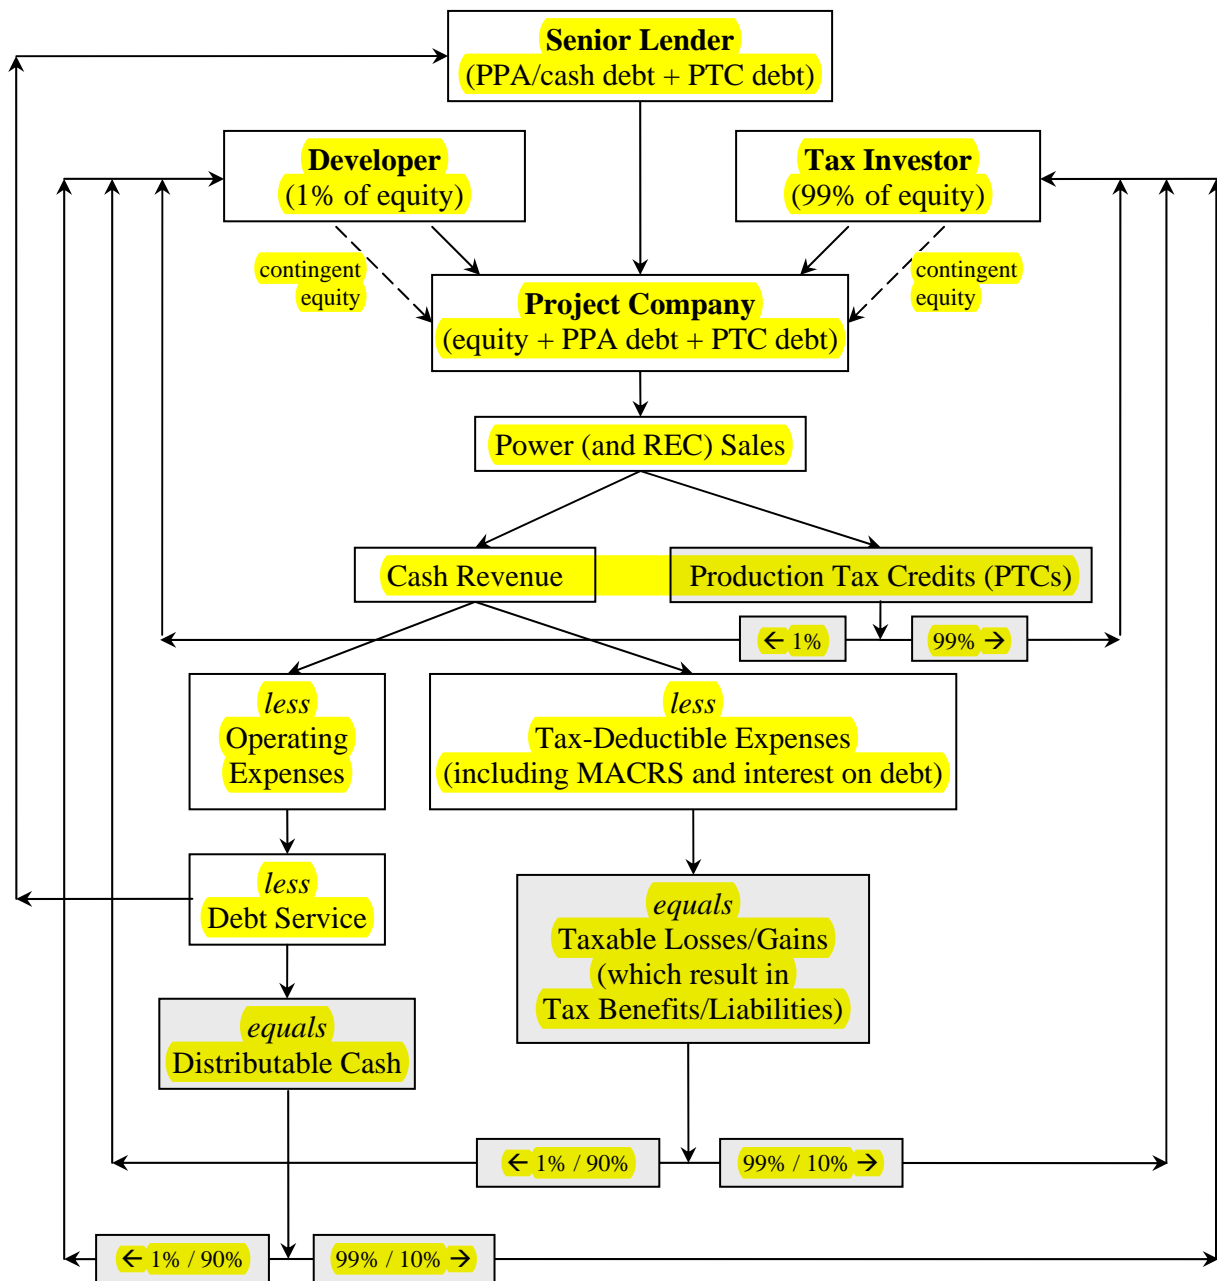 Senior Lender
(PPA/cash debt + PTC debt)
Developer
(1% of equity)
Tax Investor
(99% of equity)
contingent
equity
contingent
equity
Project Company
(equity + PPA debt + PTC debt)
Power (and REC) Sales
Cash Revenue
Production Tax Credits (PTCs)
← 1%
99% →
less
Operating
Expenses
less
Tax-Deductible Expenses
(including MACRS and interest on debt)
less
Debt Service
equals
Taxable Losses/Gains
(which result in
Tax Benefits/Liabilities)
equals
Distributable Cash
← 1% / 90%
99% / 10% →
← 1% / 90%
99% / 10% →